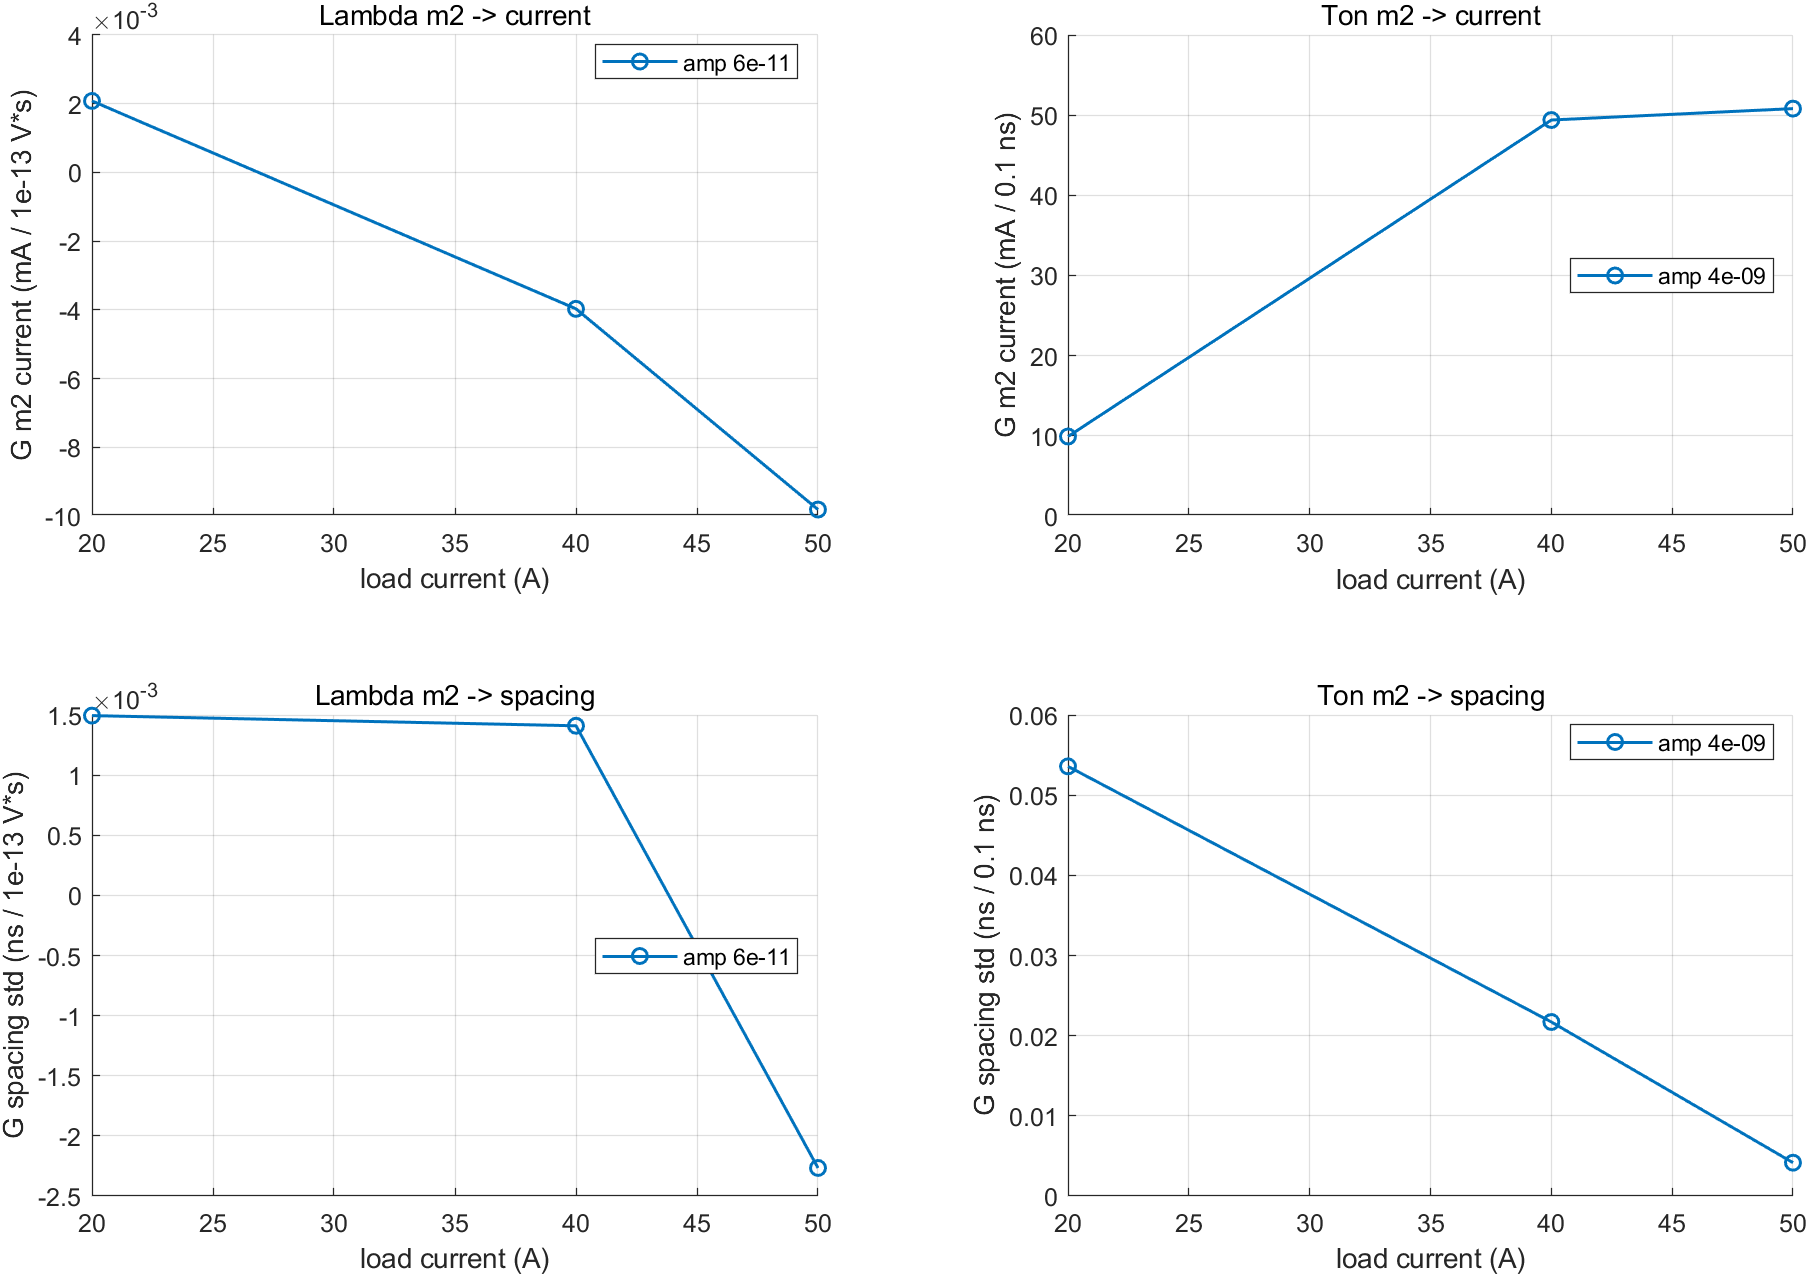 Lambda m2 -> current
×10-3
4
2
0
-2
-4
-6
-8
-10
20 25 30 35 40 45 50
load current (A)
G m2 current (mA / 1e-13 V*s)
amp 6e-11
Ton m2 -> current
60
50
40
30
20
10
0
20 25 30 35 40 45 50
load current (A)
G m2 current (mA / 0.1 ns)
amp 4e-09
Lambda m2 -> spacing
×10-3
1.5
1
0.5
0
-0.5
-1
-1.5
-2
-2.5
20 25 30 35 40 45 50
load current (A)
G spacing std (ns / 1e-13 V*s)
amp 6e-11
Ton m2 -> spacing
0.06
0.05
0.04
0.03
0.02
0.01
0
20 25 30 35 40 45 50
load current (A)
G spacing std (ns / 0.1 ns)
amp 4e-09